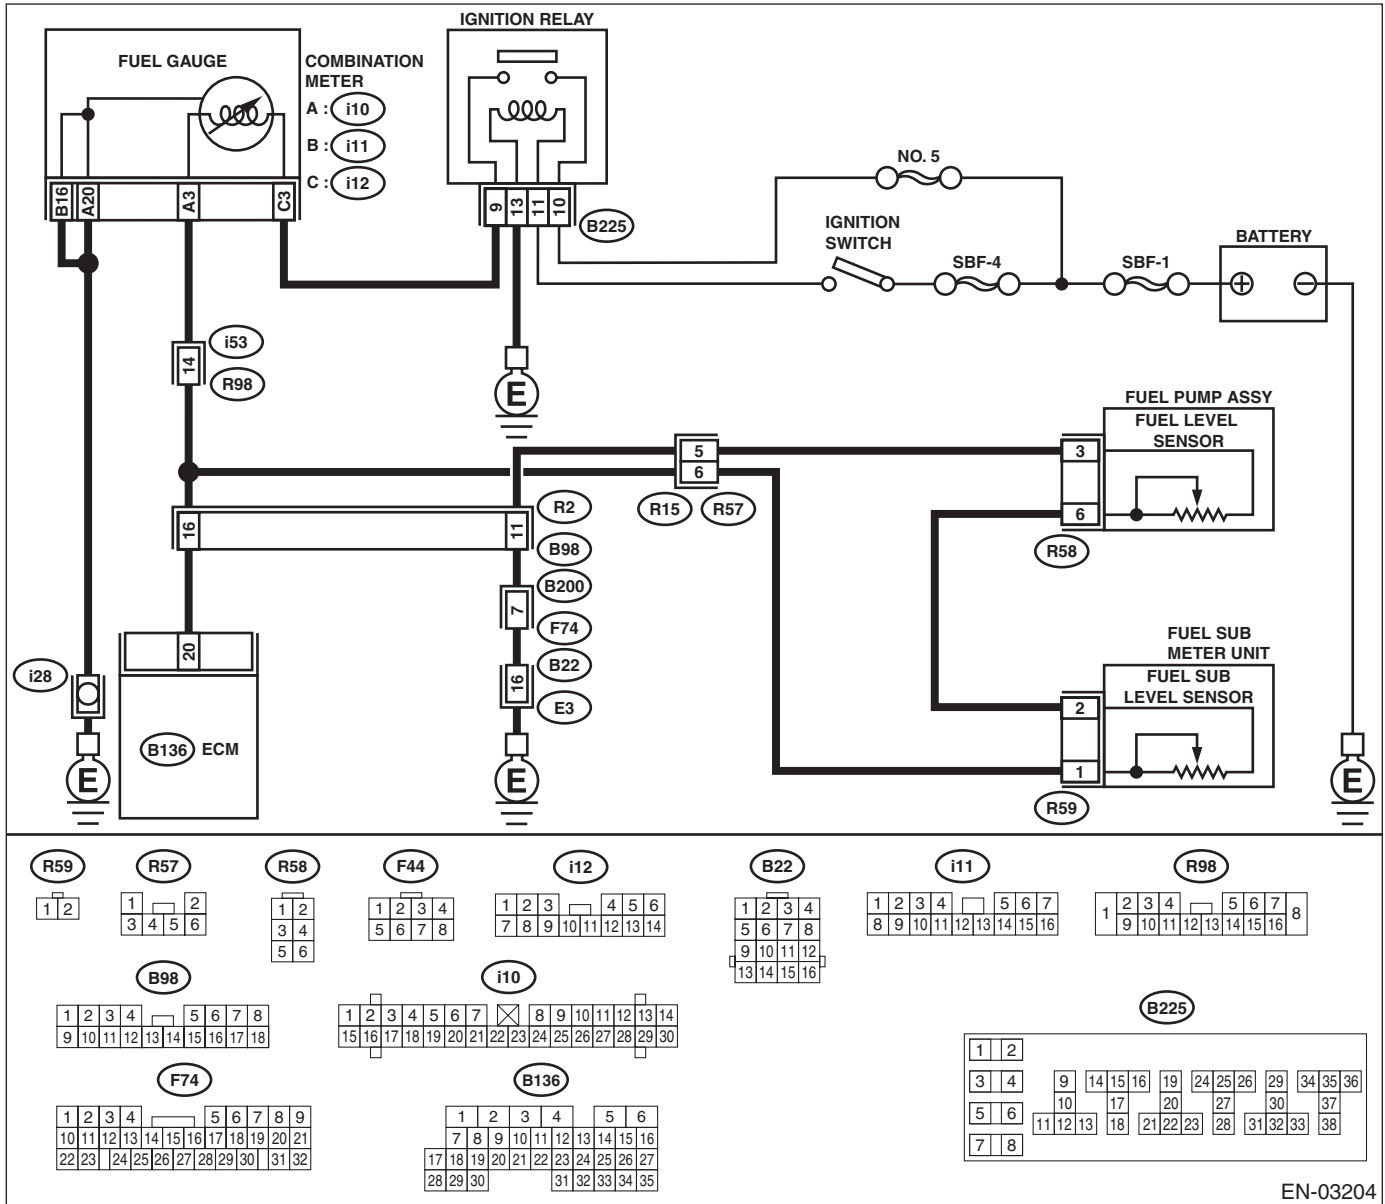 IGNITION RELAY
FUEL GAUGE
COMBINATION
METER
A : i10
B : i11
C : i12
B16 A20 A3 C3
9 13 11 10
B225
NO. 5
IGNITION
SWITCH
SBF-4
SBF-1
BATTERY
+ −
14
i53
R98
E
FUEL PUMP ASSY
FUEL LEVEL
SENSOR
3
6
R58
5
6
R15 R57
16
11
R2
B98
B200
7
F74
B22
16
E3
20
i28
B136 ECM
E
E
FUEL SUB
METER UNIT
FUEL SUB
LEVEL SENSOR
2
1
R59
E
R59
1 2
R57
1 2
3 4 5 6
R58
1 2
3 4
5 6
F44
1 2 3 4
5 6 7 8
i12
1 2 3 4 5 6
7 8 9 10 11 12 13 14
B22
1 2 3 4
5 6 7 8
9 10 11 12
13 14 15 16
i11
1 2 3 4 5 6 7
8 9 10 11 12 13 14 15 16
R98
1 2 3 4 5 6 7 8
9 10 11 12 13 14 15 16
B98
1 2 3 4 5 6 7 8
9 10 11 12 13 14 15 16 17 18
i10
1 2 3 4 5 6 7 8 9 10 11 12 13 14
15 16 17 18 19 20 21 22 23 24 25 26 27 28 29 30
B225
1 2
3 4 9 14 15 16 19 24 25 26 29 34 35 36
5 6 10 17 20 27 30 37
11 12 13 18 21 22 23 28 31 32 33 38
7 8
F74
1 2 3 4 5 6 7 8 9
10 11 12 13 14 15 16 17 18 19 20 21
22 23 24 25 26 27 28 29 30 31 32
B136
1 2 3 4 5 6
7 8 9 10 11 12 13 14 15 16
17 18 19 20 21 22 23 24 25 26 27
28 29 30 31 32 33 34 35
EN-03204